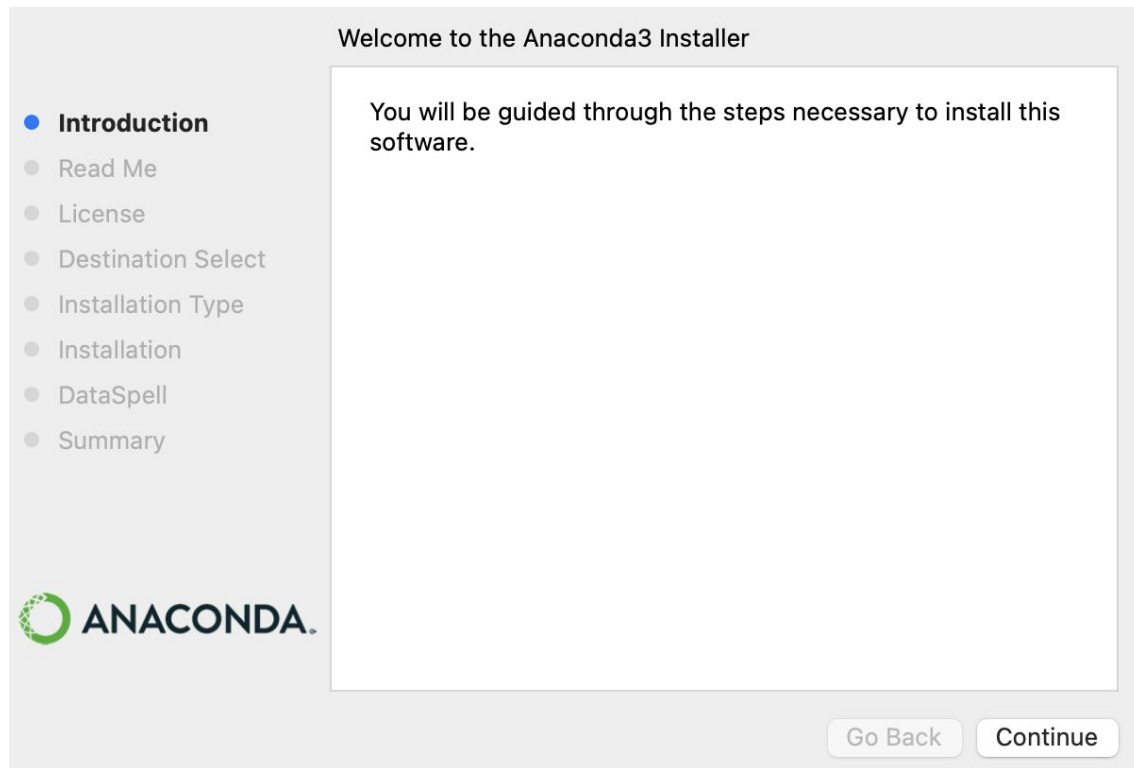 Welcome to the Anaconda3 Installer
Introduction
Read Me
License
Destination Select
Installation Type
Installation
DataSpell
Summary
ANACONDA.
You will be guided through the steps necessary to install this
software.
Go Back
Continue